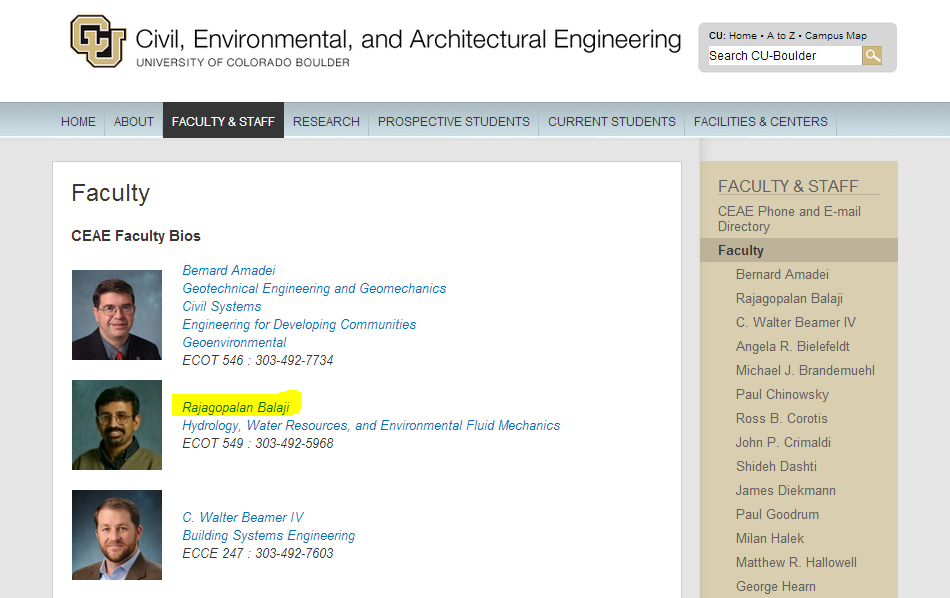 CU
Civil, Environmental, and Architectural Engineering
UNIVERSITY OF COLORADO BOULDER
CU: Home • A to Z • Campus Map
Search CU-Boulder
HOME ABOUT FACULTY & STAFF RESEARCH PROSPECTIVE STUDENTS CURRENT STUDENTS FACILITIES & CENTERS
Faculty
CEAE Faculty Bios
Bernard Amadei
Geotechnical Engineering and Geomechanics
Civil Systems
Engineering for Developing Communities
Geoenvironmental
ECOT 546 : 303-492-7734
Rajagopalan Balaji
Hydrology, Water Resources, and Environmental Fluid Mechanics
ECOT 549 : 303-492-5968
C. Walter Beamer IV
Building Systems Engineering
ECCE 247 : 303-492-7603
FACULTY & STAFF
CEAE Phone and E-mail
Directory
Faculty
Bernard Amadei
Rajagopalan Balaji
C. Walter Beamer IV
Angela R. Bielefeldt
Michael J. Brandemuehl
Paul Chinowsky
Ross B. Corotis
John P. Crimaldi
Shideh Dashti
James Diekmann
Paul Goodrum
Milan Halek
Matthew R. Hallowell
George Hearn